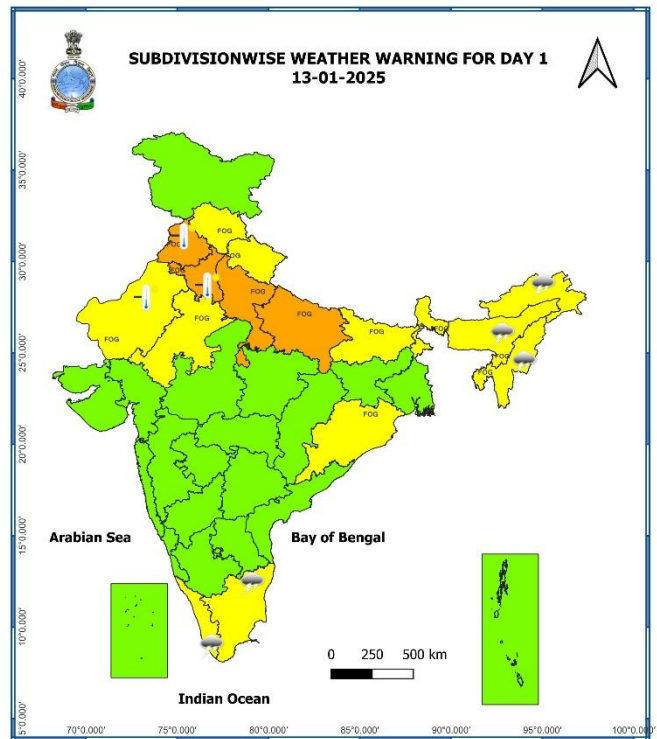 SUBDIVISIONWISE WEATHER WARNING FOR DAY 1
13-01-2025
40°0.000'
35°0.000'
30°0.000'
25°0.000'
20°0.000'
15°0.000'
10°0.000'
5°0.000'
FOG
FOG
FOG
FOG
FOG
FOG
FOG
FOG
FOG
FOG
FOG
FOG
FOG
FOG
Arabian Sea
Bay of Bengal
0 250 500 km
Indian Ocean
70°0.000' 75°0.000' 80°0.000' 85°0.000' 90°0.000' 95°0.000' 100°0.000'